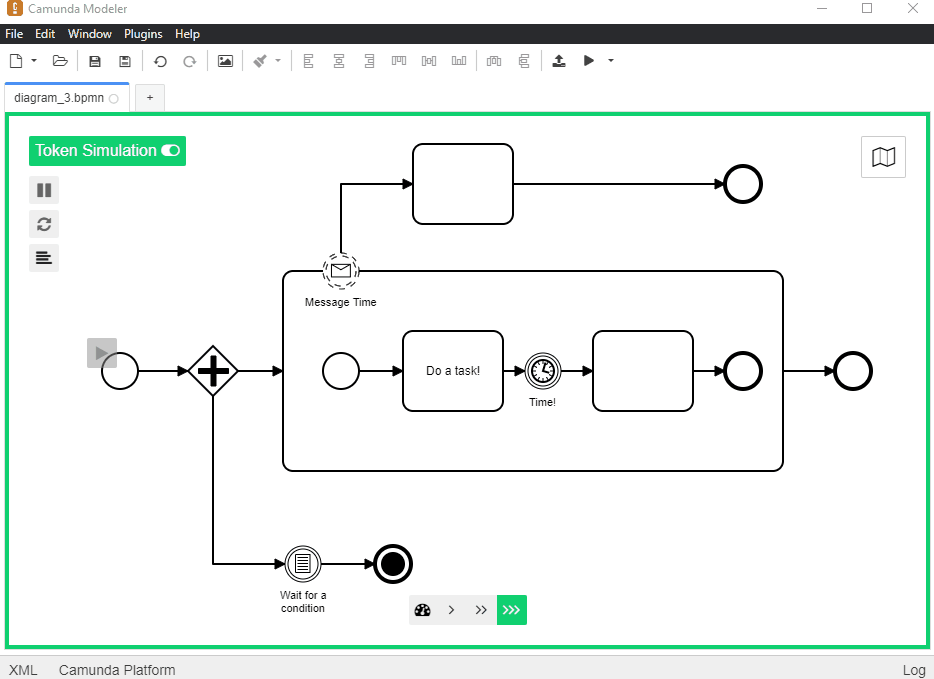 Camunda Modeler
File Edit Window Plugins Help
diagram_3.bpmn
+
Token Simulation
Message Time
Do a task!
Time!
Wait for a
condition
XML Camunda Platform Log